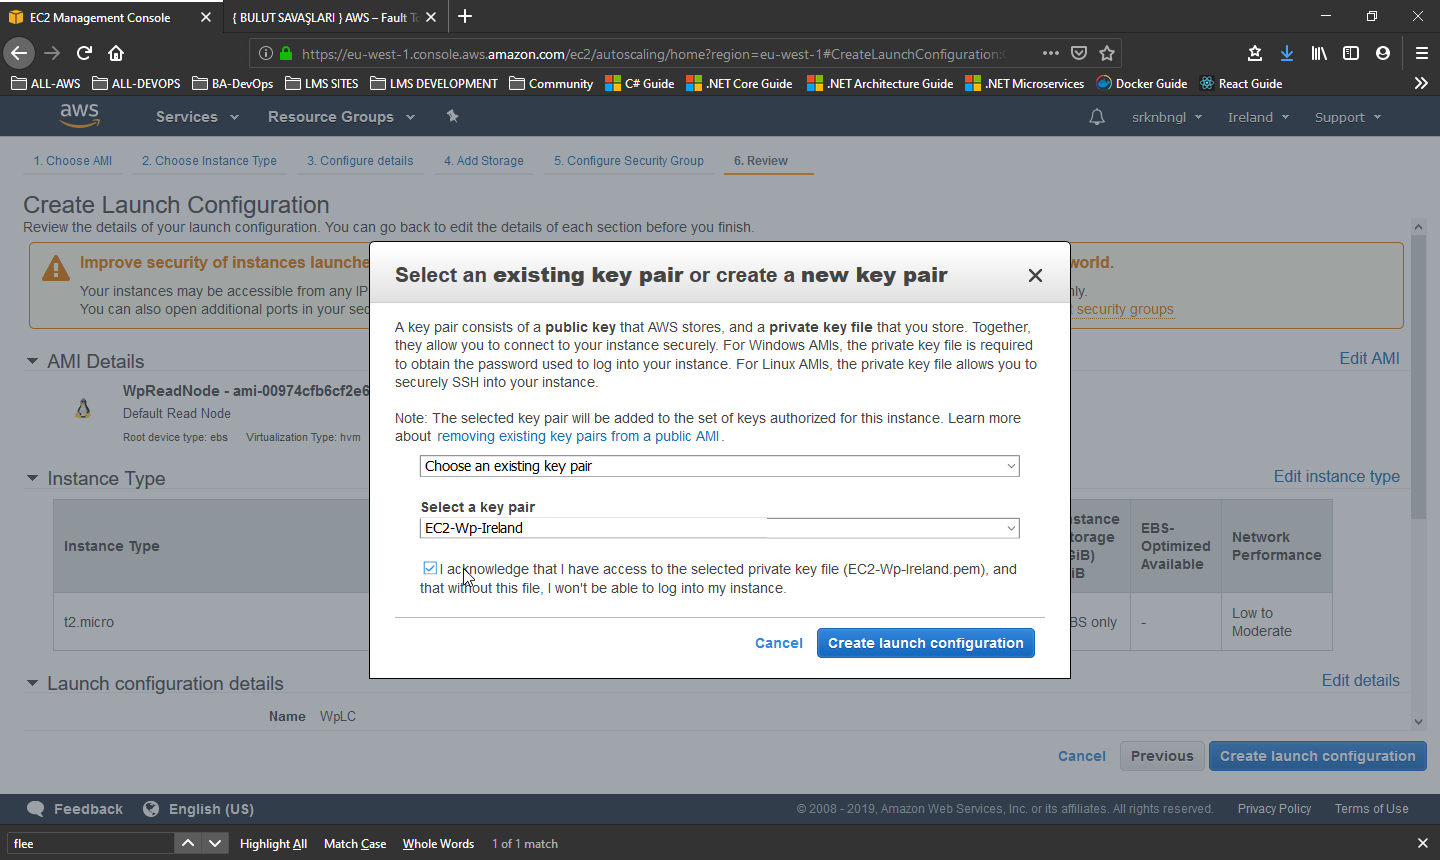 EC2 Management Console
{ BULUT SAVAŞLARI } AWS – Fault To
https://eu-west-1.console.aws.amazon.com/ec2/autoscaling/home?region=eu-west-1#CreateLaunchConfiguration:
ALL-AWS
ALL-DEVOPS
BA-DevOps
LMS SITES
LMS DEVELOPMENT
Community
C# Guide
.NET Core Guide
.NET Architecture Guide
.NET Microservices
Docker Guide
React Guide
aws
Services
Resource Groups
srknbngl
Ireland
Support
1. Choose AMI
2. Choose Instance Type
3. Configure details
4. Add Storage
5. Configure Security Group
6. Review
Create Launch Configuration
Review the details of your launch configuration. You can go back to edit the details of each section before you finish.
Improve security of instances launche
world.
Your instances may be accessible from any IP
nly.
You can also open additional ports in your sec
security groups
AMI Details
Edit AMI
WpReadNode - ami-00974cfb6cf2e6
Default Read Node
Root device type: ebs
Virtualization Type: hvm
Instance Type
Edit instance type
Instance Type
stance
torage
GiB)
iB
EBS-
Optimized
Available
Network
Performance
t2.micro
BS only
-
Low to
Moderate
Launch configuration details
Edit details
Name
WpLC
Select an existing key pair or create a new key pair
A key pair consists of a public key that AWS stores, and a private key file that you store. Together,
they allow you to connect to your instance securely. For Windows AMIs, the private key file is required
to obtain the password used to log into your instance. For Linux AMIs, the private key file allows you to
securely SSH into your instance.
Note: The selected key pair will be added to the set of keys authorized for this instance. Learn more
about removing existing key pairs from a public AMI.
Choose an existing key pair
Select a key pair
EC2-Wp-Ireland
I acknowledge that I have access to the selected private key file (EC2-Wp-Ireland.pem), and
that without this file, I won't be able to log into my instance.
Cancel
Create launch configuration
Cancel
Previous
Create launch configuration
Feedback
English (US)
© 2008 - 2019, Amazon Web Services, Inc. or its affiliates. All rights reserved.
Privacy Policy
Terms of Use
flee
Highlight All
Match Case
Whole Words
1 of 1 match